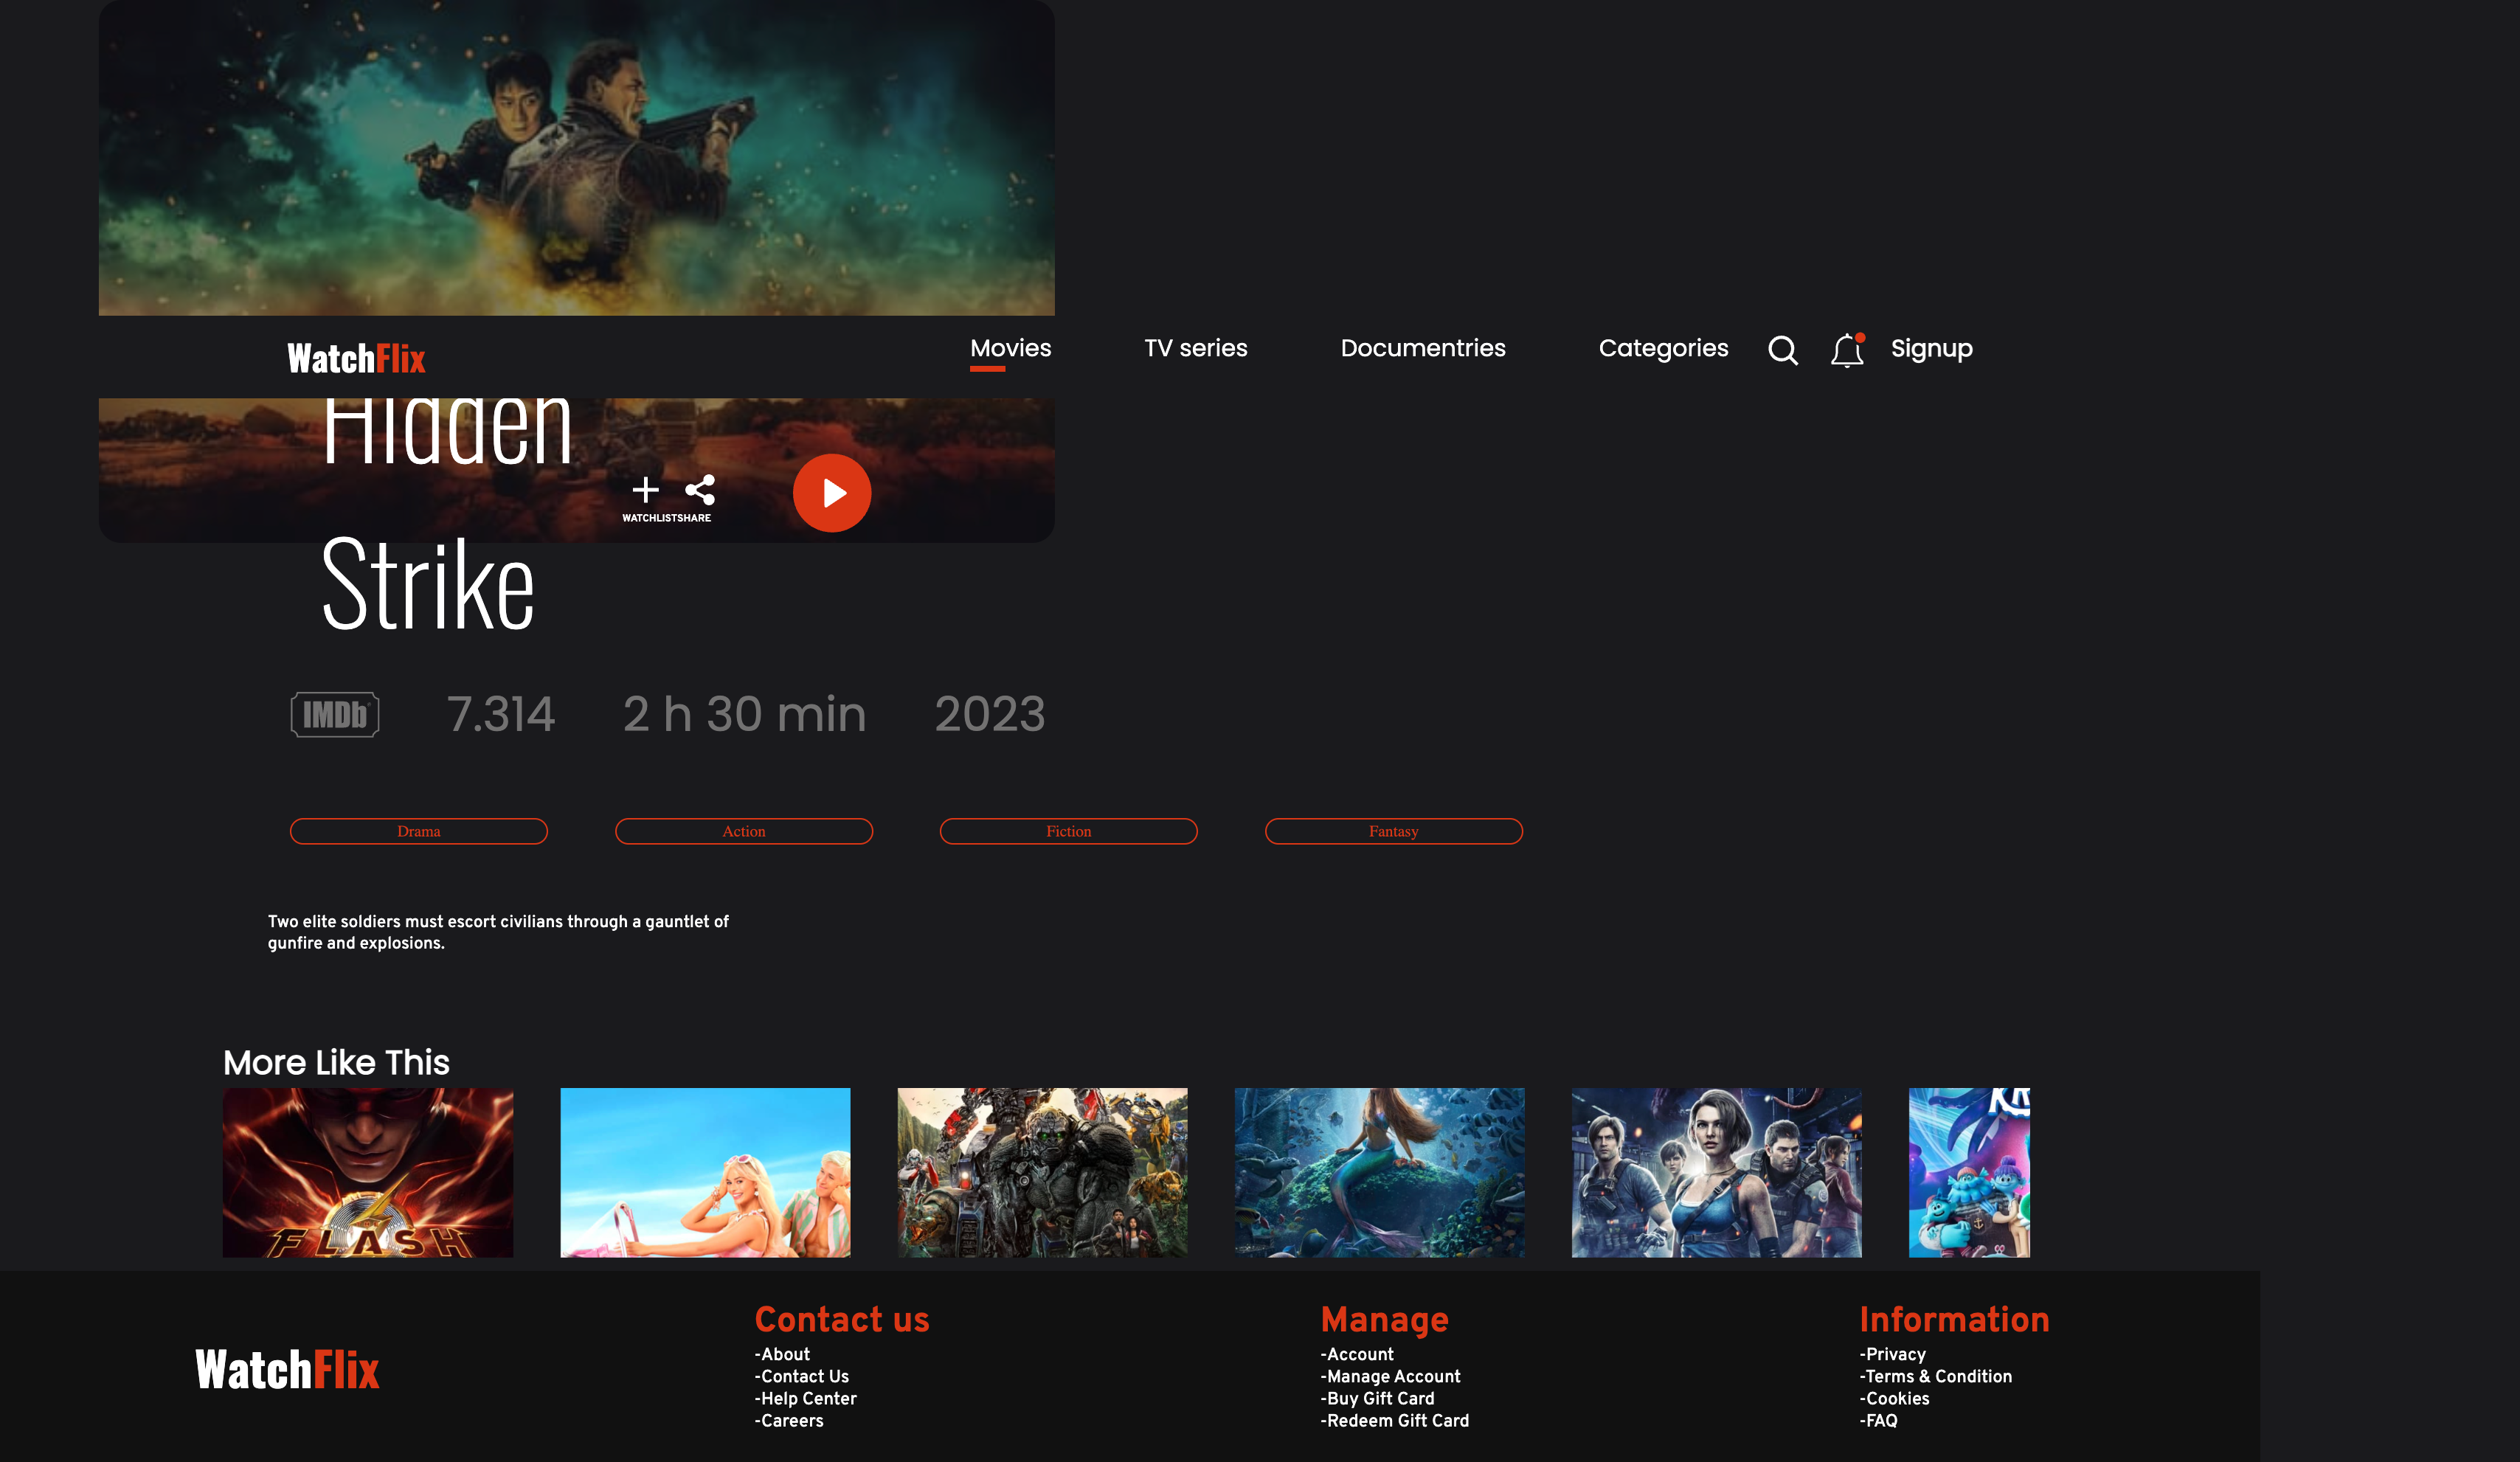 WatchFlix
Movies
TV series
Documentries
Categories
Signup
Hidden
WATCHLISTSHARE
Strike
IMDb
7.314
2 h 30 min
2023
Drama
Action
Fiction
Fantasy
Two elite soldiers must escort civilians through a gauntlet of
gunfire and explosions.
More Like This
FLASH
WatchFlix
Contact us
-About
-Contact Us
-Help Center
-Careers
Manage
-Account
-Manage Account
-Buy Gift Card
-Redeem Gift Card
Information
-Privacy
-Terms & Condition
-Cookies
-FAQ